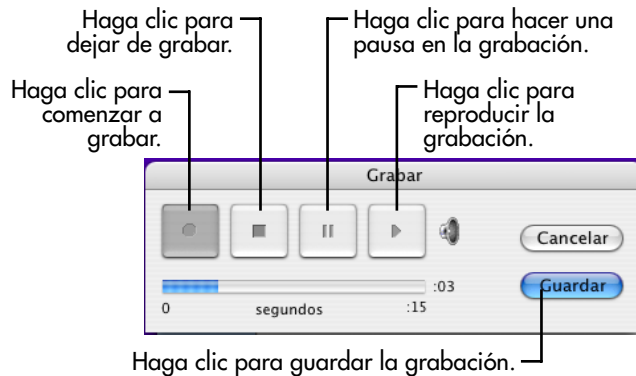 Haga clic para
dejar de grabar.
Haga clic para hacer una
pausa en la grabación.
Haga clic para
comenzar a
grabar.
Haga clic para
reproducir la
grabación.
Grabar
Cancelar
:03
Guardar
0 segundos :15
Haga clic para guardar la grabación.